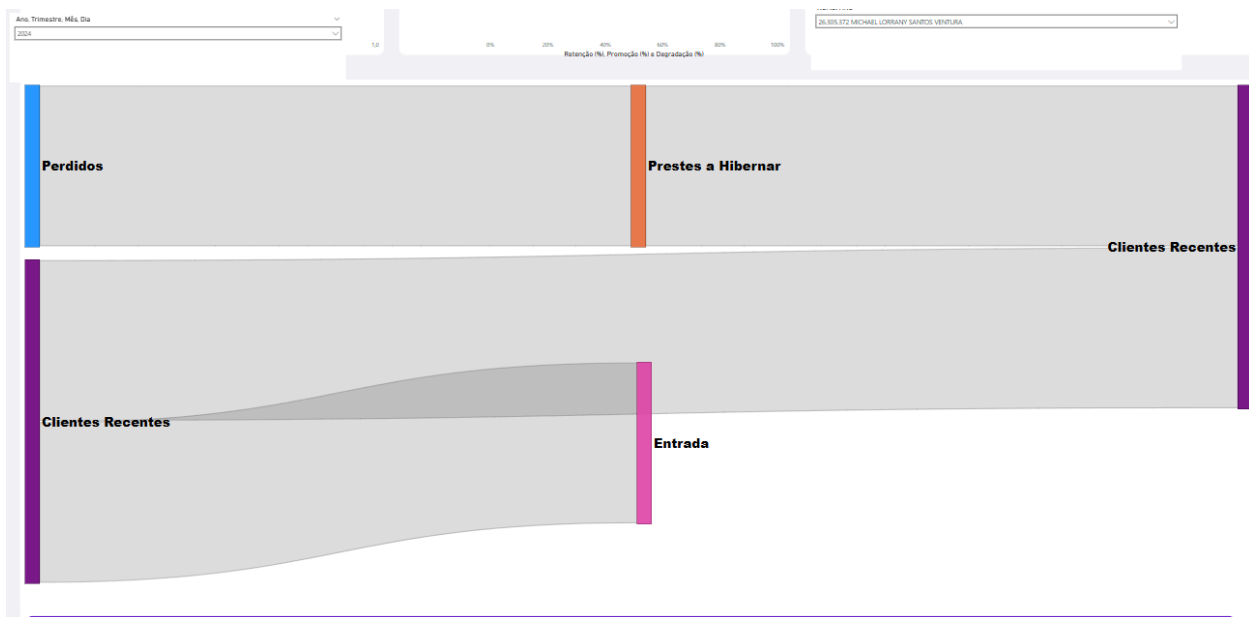 Ano, Trimestre, Mês, Dia
2024
1,0
0% 20% 40% 60% 80% 100%
Retenção (%), Promoção (%) e Degradação (%)
26.305.372 MICHAEL LORRANY SANTOS VENTURA
Perdidos
Prestes a Hibernar
Clientes Recentes
Clientes Recentes
Entrada